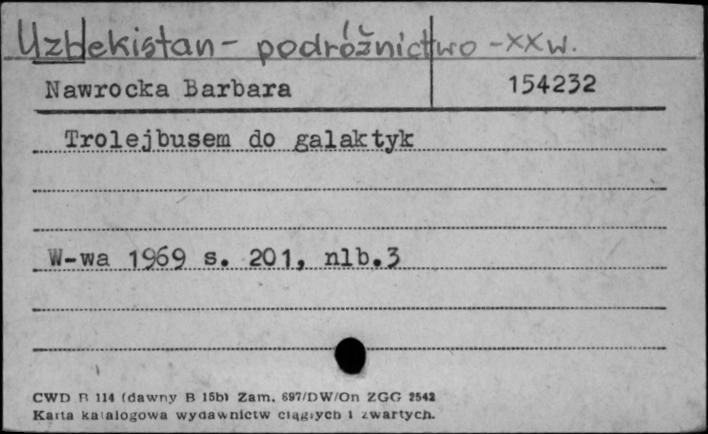 Uzbekistan - podróżnictwo - XX w.
Nawrocka Barbara 154232
Trolejbusem do galaktyk
W-wa 1969 s. 201, nlb.3
CWD B 114 (dawny B 15b) Zam. 697/DW/On ZGG 2542
Karta katalogowa wydawnictw ciągłych i zwartych.